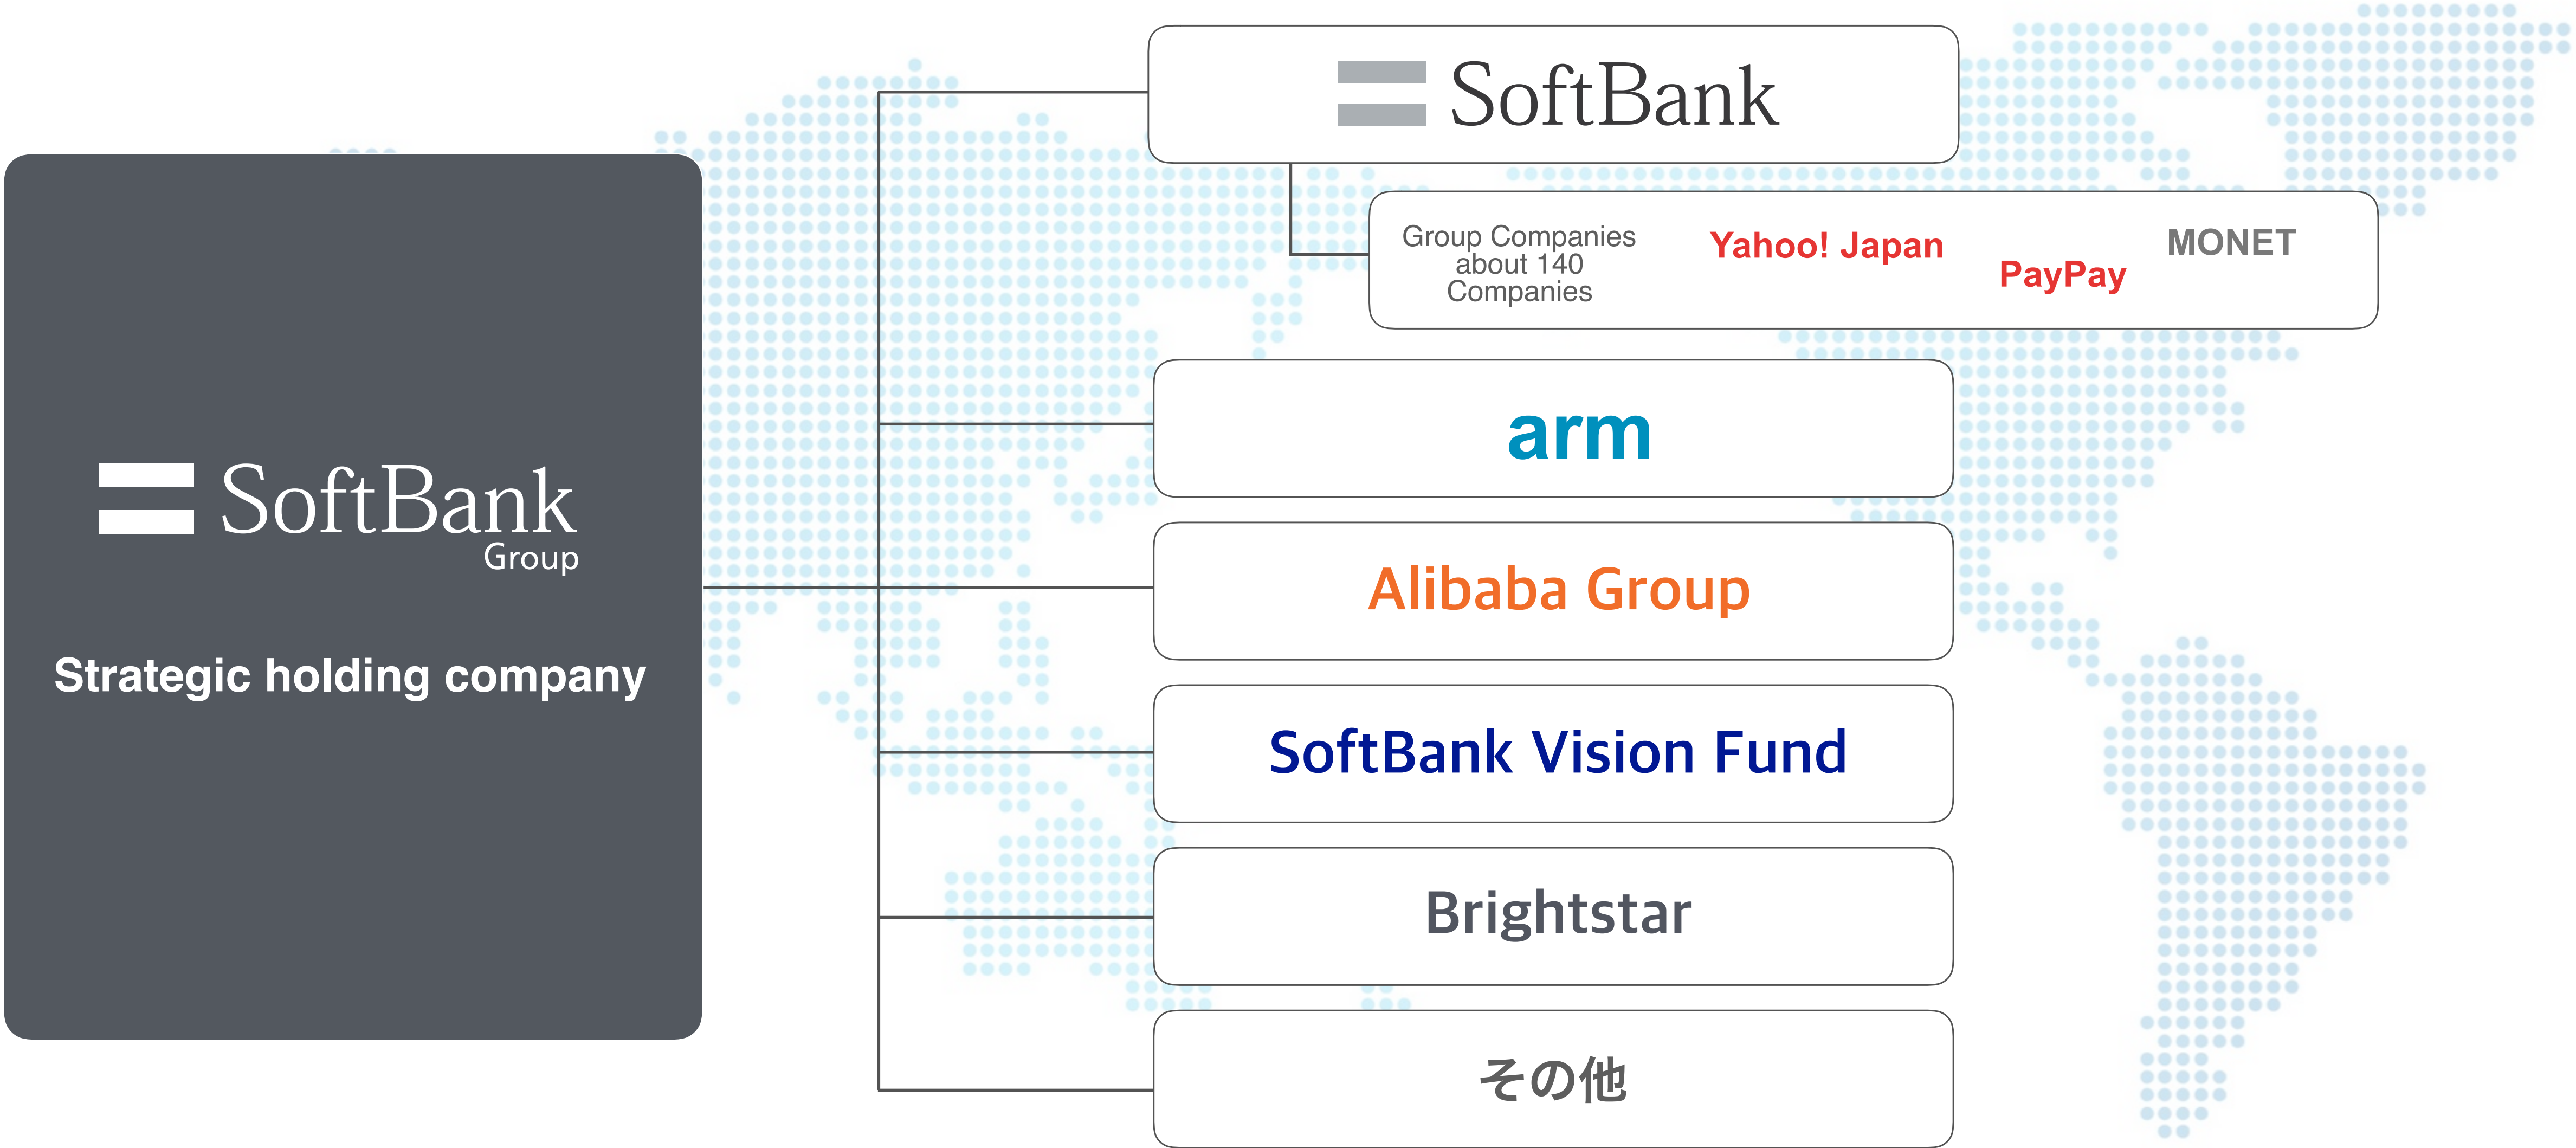 SoftBank
Group
Strategic holding company
SoftBank
Group Companies
about 140
Companies
Yahoo! Japan
PayPay
MONET
arm
Alibaba Group
SoftBank Vision Fund
Brightstar
その他